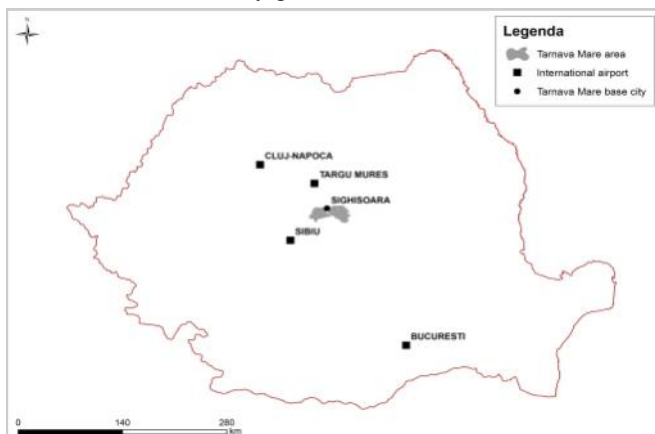 N
Legenda
Tarnava Mare area
International airport
Tarnava Mare base city
CLUJ-NAPOCA
TARGU MURES
SIGHISOARA
SIBIU
BUCURESTI
0 140 280
km